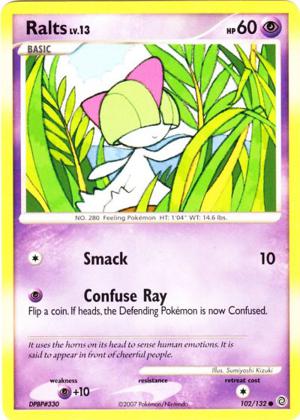 Ralts LV.13
HP 60
BASIC
NO. 280 Feeling Pokémon HT: 1'04" WT: 14.6 lbs.
Smack 10
Confuse Ray
Flip a coin. If heads, the Defending Pokémon is now Confused.
It uses the horns on its head to sense human emotions. It is
said to appear in front of cheerful people.
Illus. Sumiyoshi Kizuki
weakness resistance retreat cost
+10
DPBP#330 ©2007 Pokémon/Nintendo 102/132